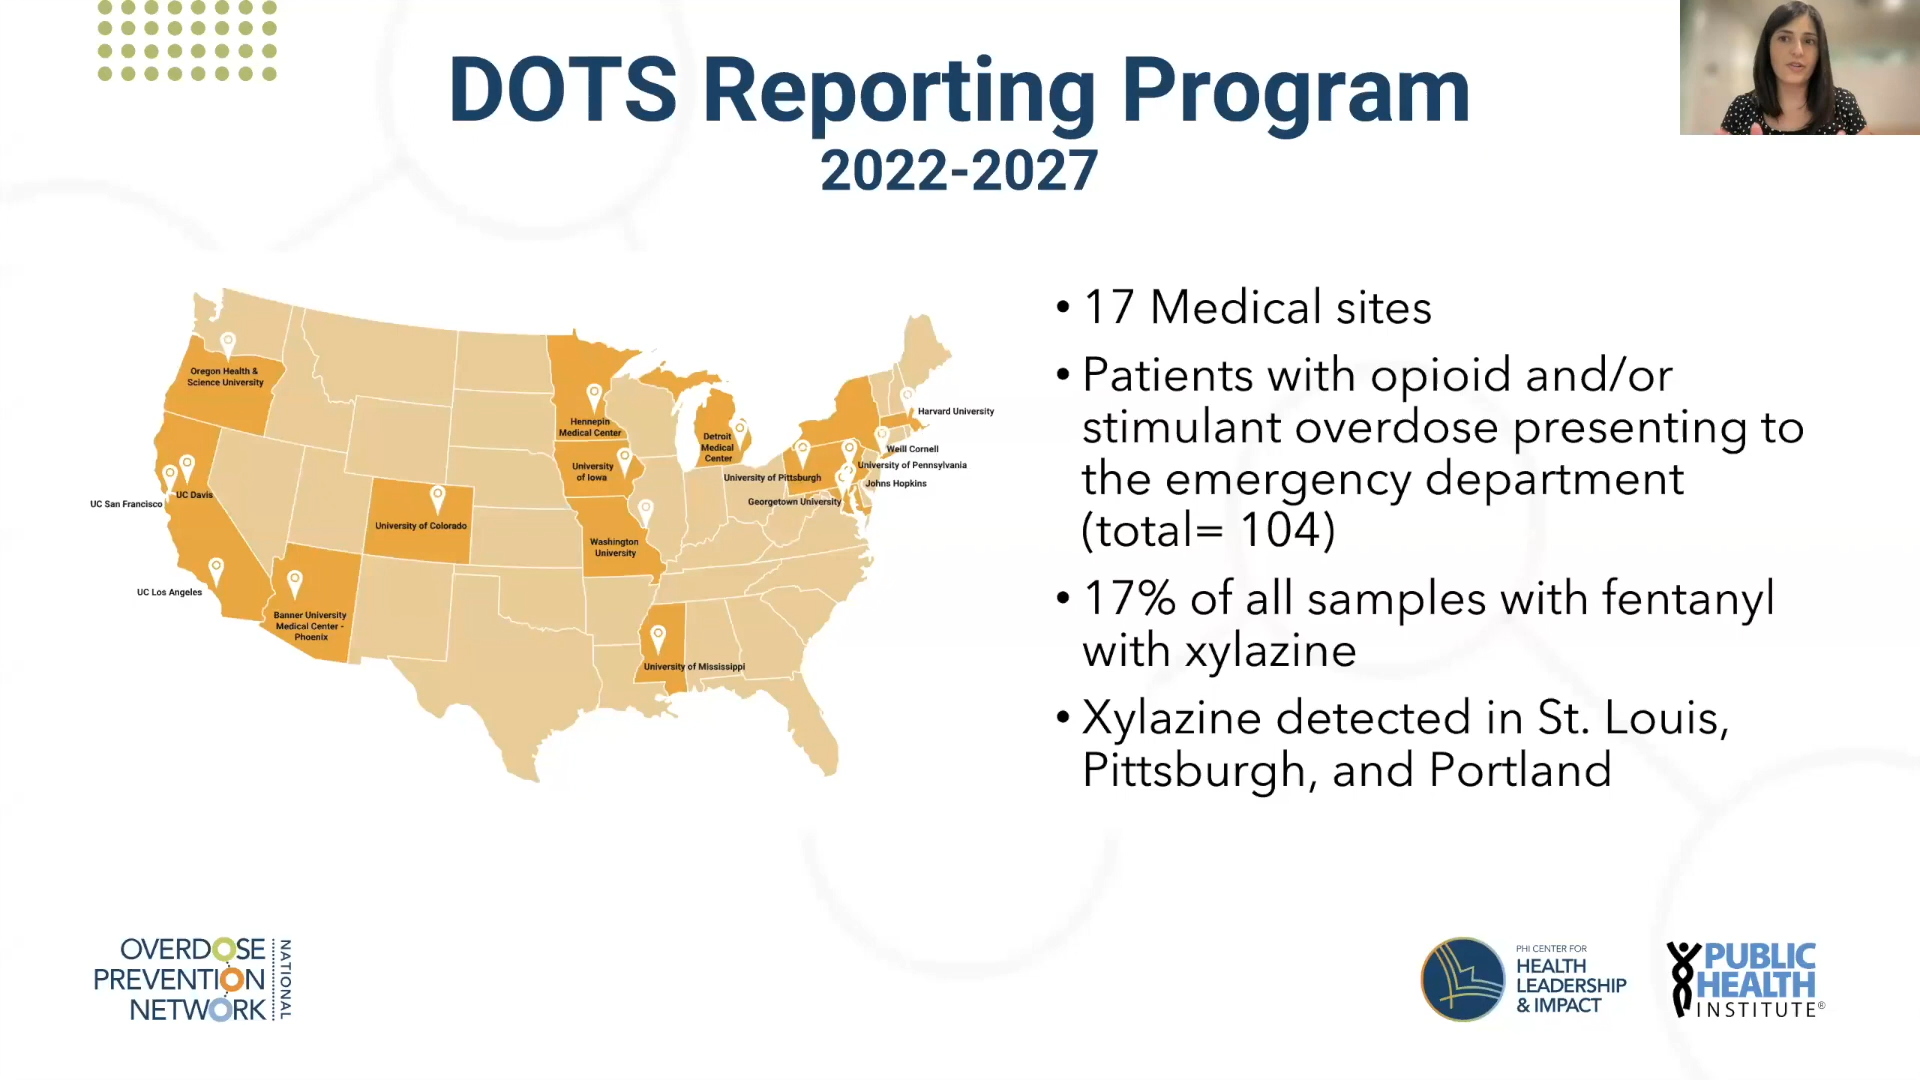 DOTS Reporting Program
2022-2027
Oregon Health &
Science University
UC San Francisco
UC Davis
UC Los Angeles
Banner University
Medical Center -
Phoenix
University of Colorado
Hennepin
Medical Center
University
of Iowa
Washington
University
University of Mississippi
Detroit
Medical
Center
University of Pittsburgh
Georgetown University
Harvard University
Weill Cornell
University of Pennsylvania
Johns Hopkins
• 17 Medical sites
• Patients with opioid and/or
stimulant overdose presenting to
the emergency department
(total= 104)
• 17% of all samples with fentanyl
with xylazine
• Xylazine detected in St. Louis,
Pittsburgh, and Portland
OVERDOSE
PREVENTION
NETWORK
NATIONAL
PHI CENTER FOR
HEALTH
LEADERSHIP
& IMPACT
PUBLIC
HEALTH
INSTITUTE®